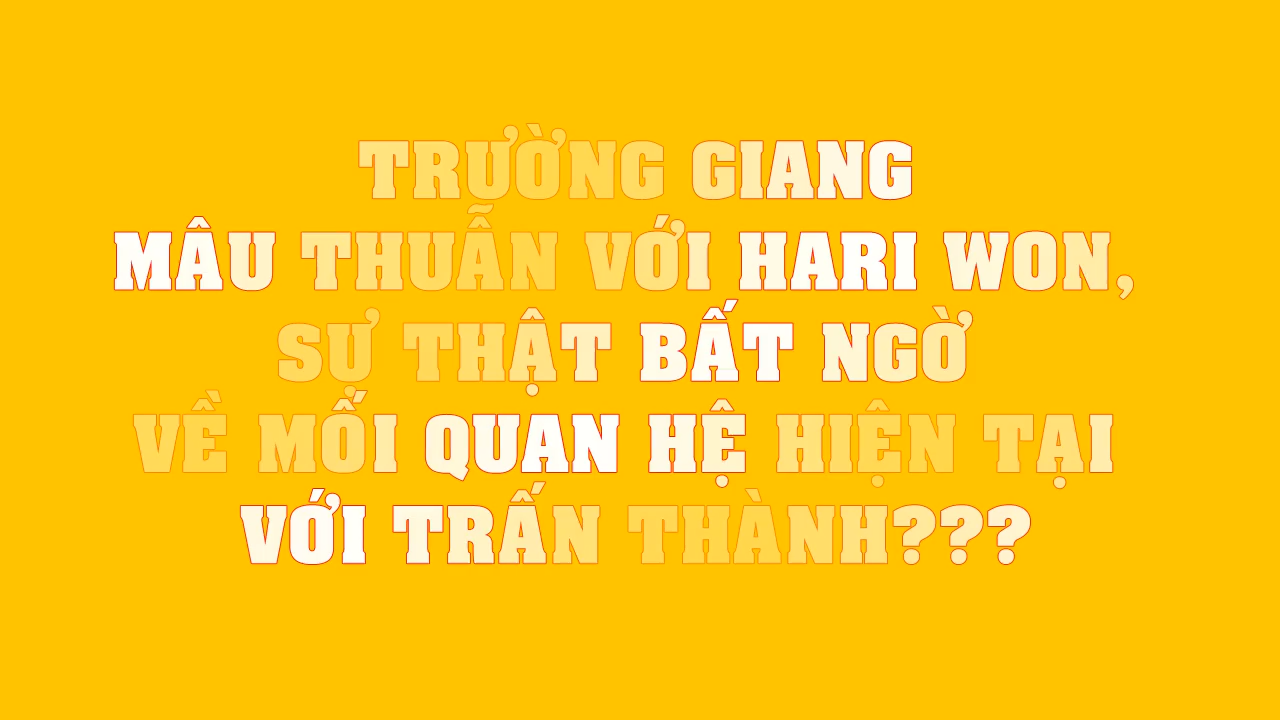 TRƯỜNG GIANG
MÂU THUẪN VỚI HARI WON,
SỰ THẬT BẤT NGỜ
VỀ MỐI QUAN HỆ HIỆN TẠI
VỚI TRẤN THÀNH???